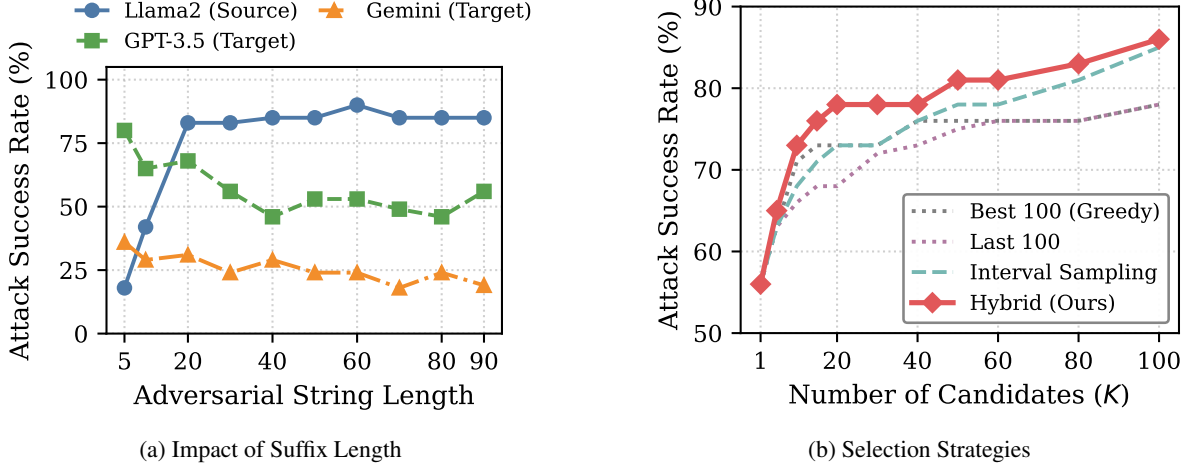 Llama2 (Source)
Gemini (Target)
GPT-3.5 (Target)
Attack Success Rate (%)
100
75
50
25
0
5
20
40
60
80
90
Adversarial String Length
(a) Impact of Suffix Length
Attack Success Rate (%)
90
80
70
60
50
Best 100 (Greedy)
Last 100
Interval Sampling
Hybrid (Ours)
1
20
40
60
80
100
Number of Candidates (K)
(b) Selection Strategies